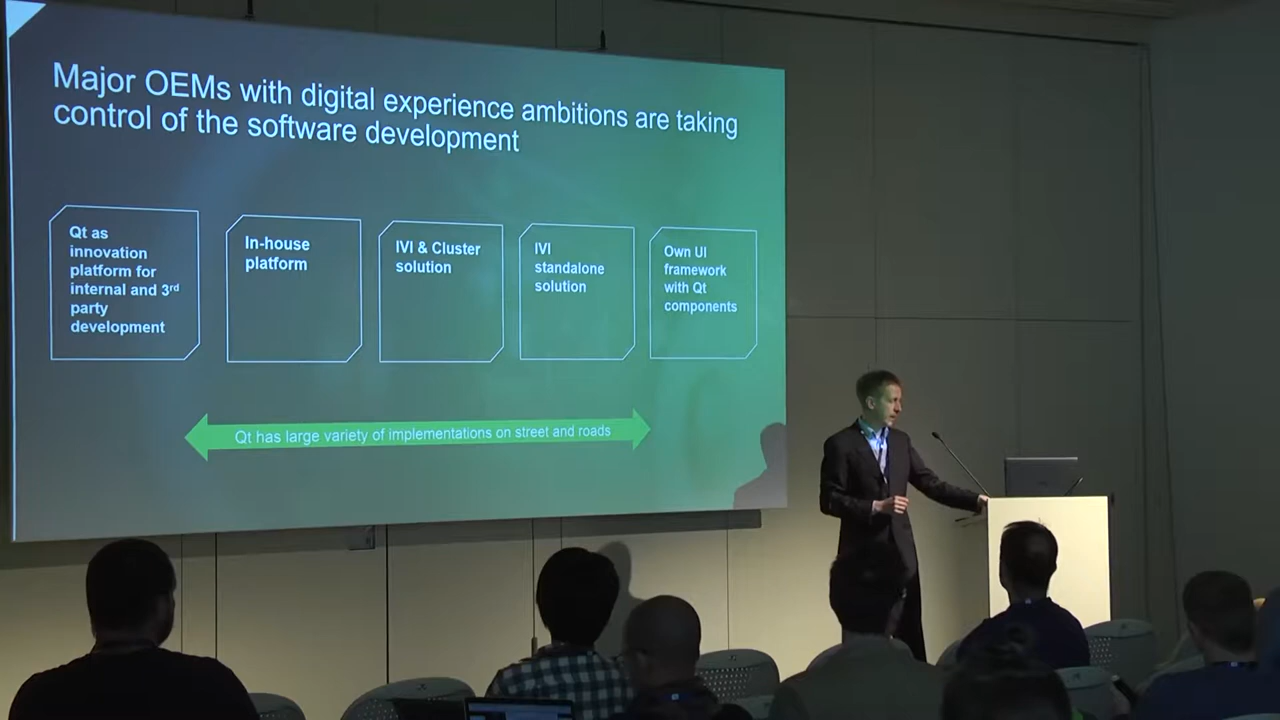 Major OEMs with digital experience ambitions are taking
control of the software development
Qt as
innovation
platform for
internal and 3rd
party
development
In-house
platform
IVI & Cluster
solution
IVI
standalone
solution
Own UI
framework
with Qt
components
Qt has large variety of implementations on street and roads